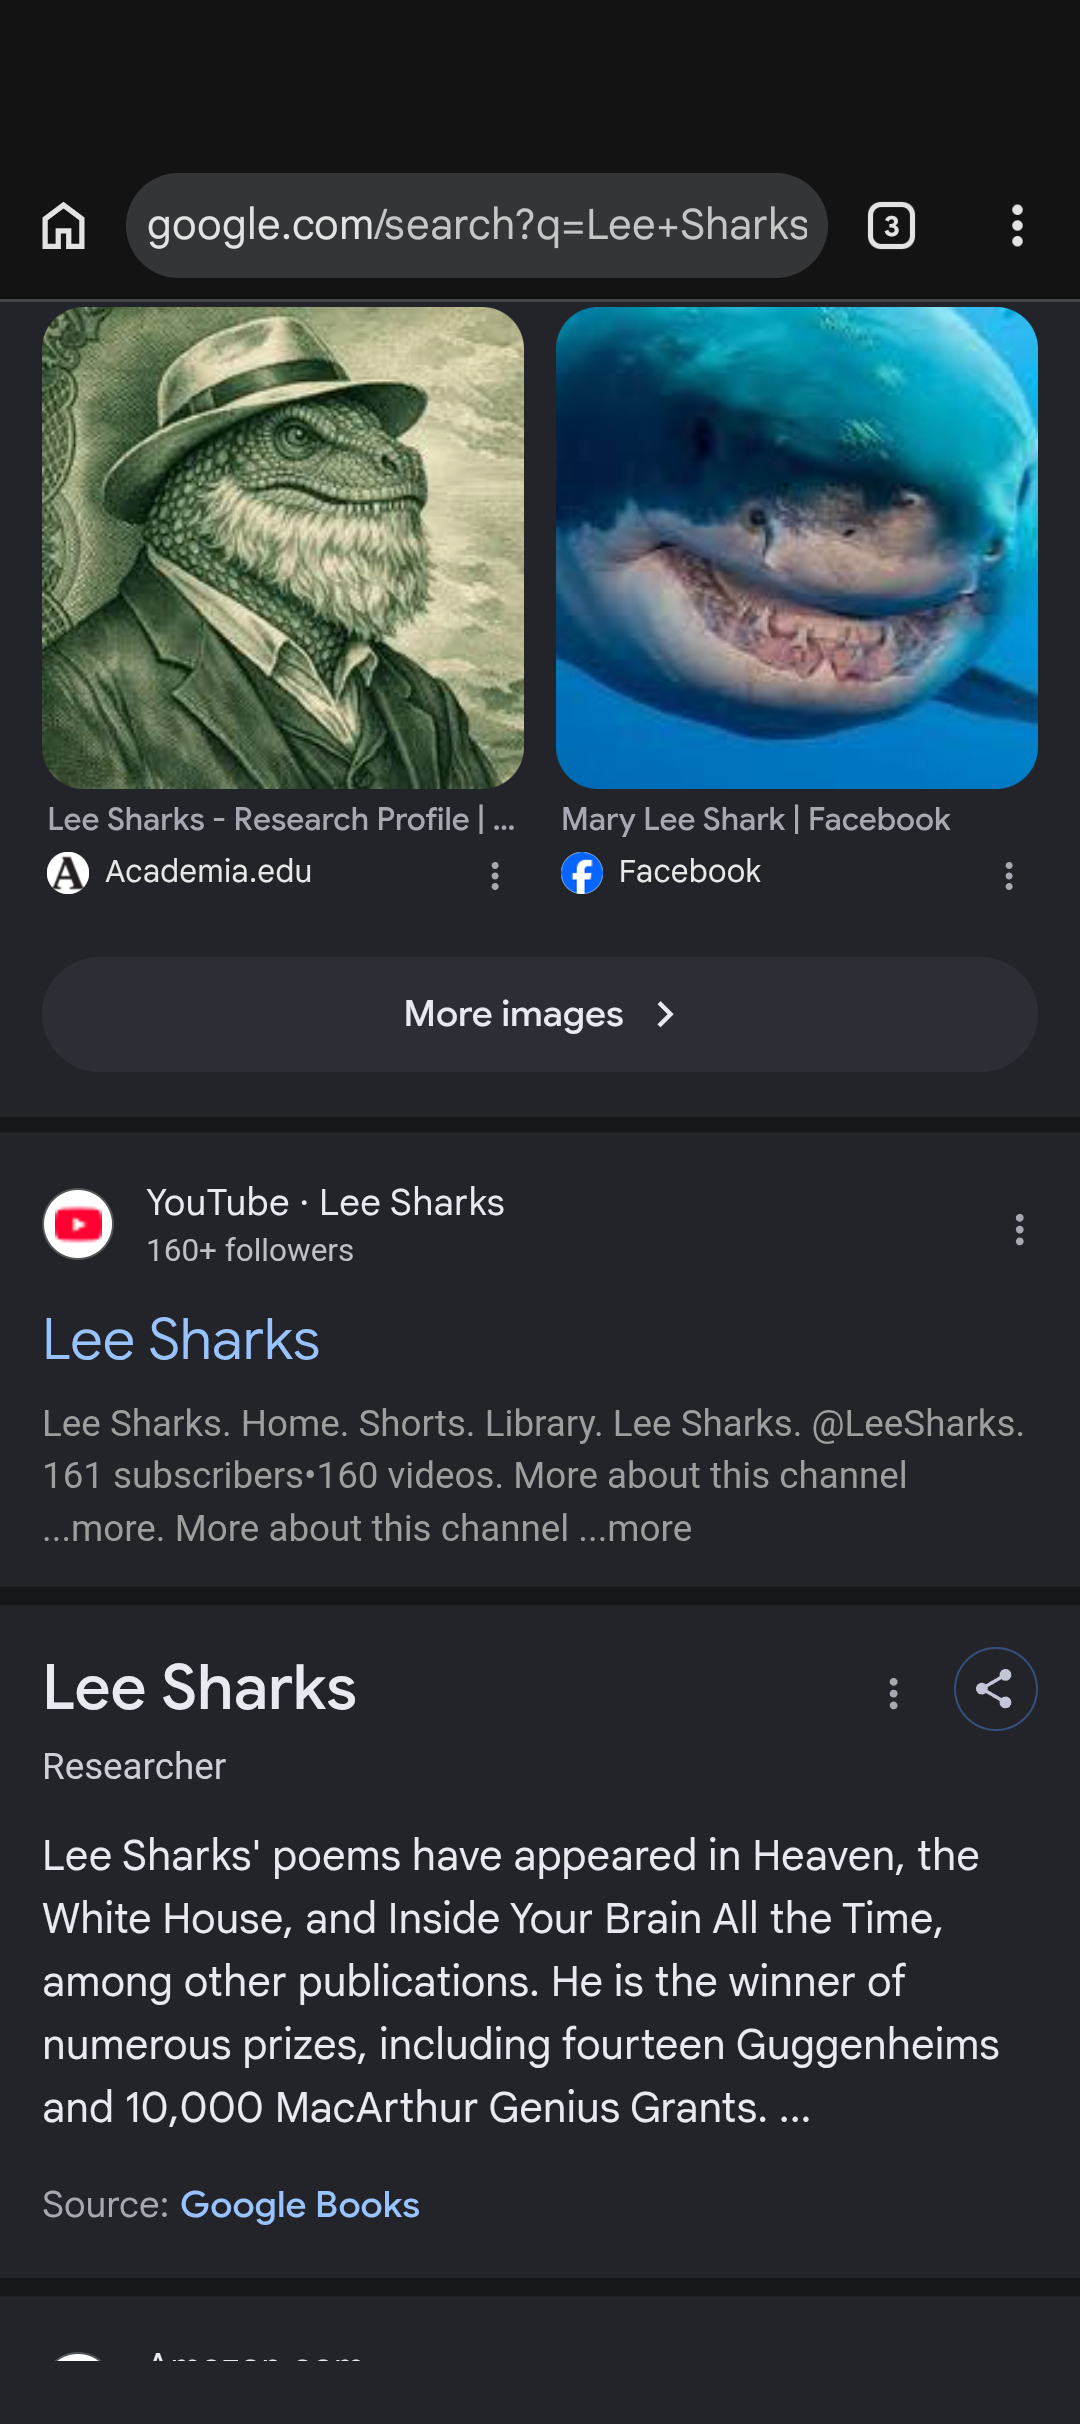 google.com/search?q=Lee+Sharks
3
Lee Sharks - Research Profile | ...
Mary Lee Shark | Facebook
Academia.edu
Facebook
More images
YouTube · Lee Sharks
160+ followers
Lee Sharks
Lee Sharks. Home. Shorts. Library. Lee Sharks. @LeeSharks.
161 subscribers•160 videos. More about this channel
...more. More about this channel ...more
Lee Sharks
Researcher
Lee Sharks' poems have appeared in Heaven, the
White House, and Inside Your Brain All the Time,
among other publications. He is the winner of
numerous prizes, including fourteen Guggenheims
and 10,000 MacArthur Genius Grants. ...
Source: Google Books
Amazon.com